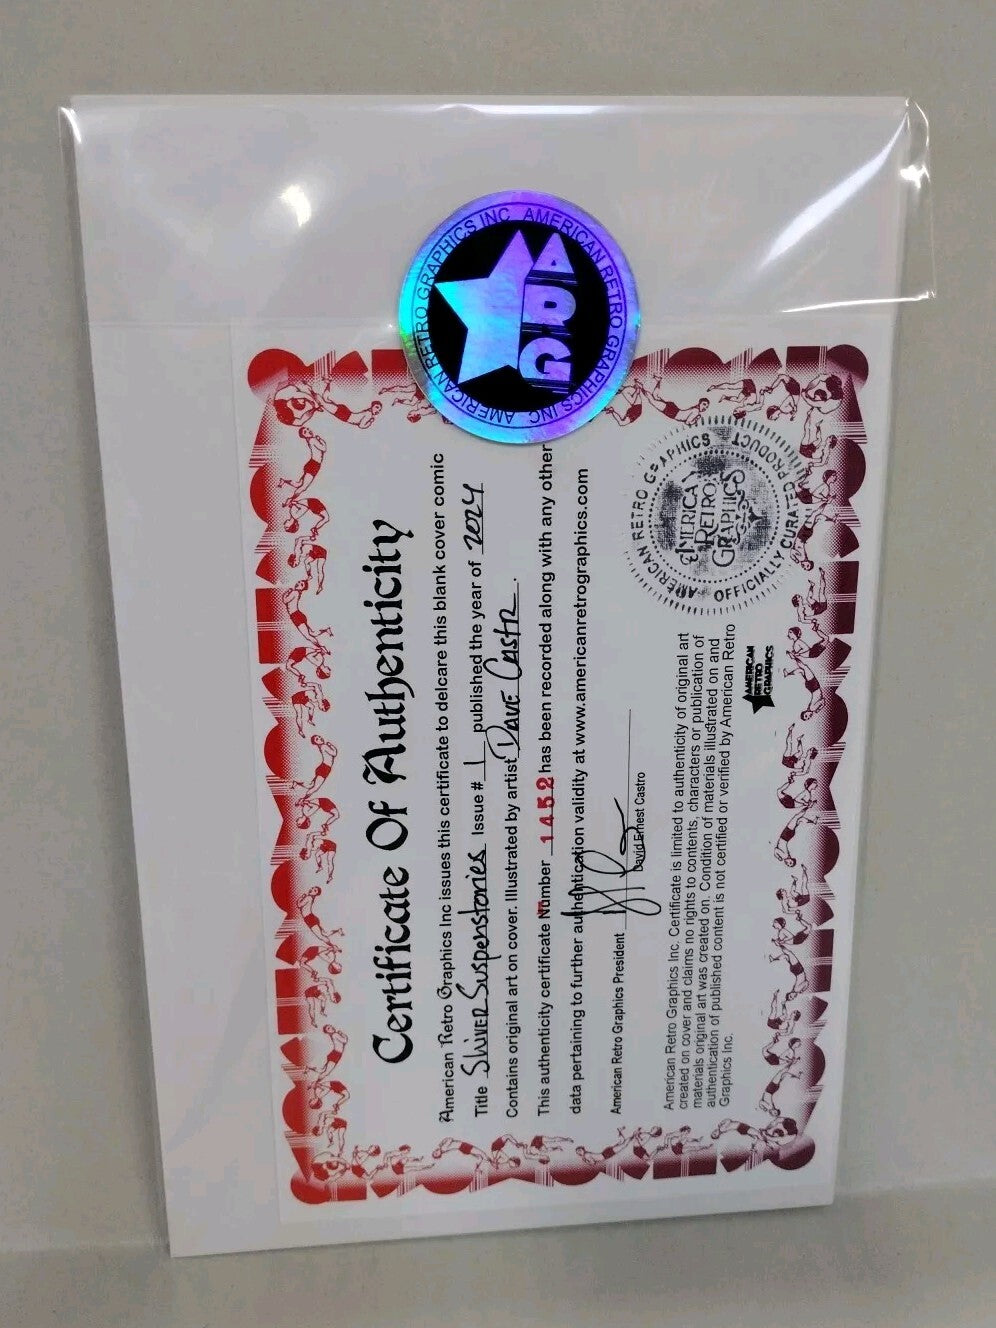 AMERICAN RETRO GRAPHICS INC AMERICAN RETRO GRAPHICS INC
ARG
Certificate Of Authenticity
American Retro Graphics Inc issues this certificate to delcare this blank cover comic
Title Shiver Suspenstories Issue # 1 published the year of 2024
Contains original art on cover. Illustrated by artist Dave Castr.
This authenticity certificate Number 1452 has been recorded along with any other
data pertaining to further authentication validity at www.americanretrographics.com
American Retro Graphics President
David Ernest Castro
AMERICAN RETRO GRAPHICS
OFFICIALLY CURATED PRODUCT
AMERICA
RETRO
GRAPHICS
American Retro Graphics Inc. Certificate is limited to authenticity of original art
created on cover and claims no rights to contents, characters or publication of
materials original art was created on. Condition of materials illustrated on and
authentication of published content is not certified or verified by American Retro
Graphics Inc.
AMERICAN
RETRO
GRAPHICS